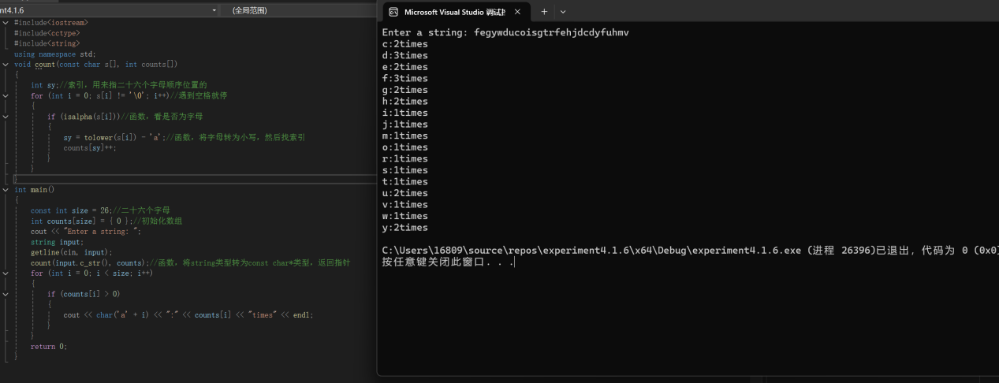 nt4.1.6
(全局范围)
#include<iostream>
#include<cctype>
#include<string>
using namespace std;
void count(const char s[], int counts[])
{
int sy;//索引，用来指二十六个字母顺序位置的
for (int i = 0; s[i] != '\0'; i++)//遇到空格就停
{
if (isalpha(s[i]))//函数，看是否为字母
{
sy = tolower(s[i]) - 'a';//函数，将字母转为小写，然后找索引
counts[sy]++;
}
}
}
int main()
{
const int size = 26;//二十六个字母
int counts[size] = { 0 };//初始化数组
cout << "Enter a string: ";
string input;
getline(cin, input);
count(input.c_str(), counts);//函数，将string类型转为const char*类型，返回指针
for (int i = 0; i < size; i++)
{
if (counts[i] > 0)
{
cout << char('a' + i) << ":" << counts[i] << "times" << endl;
}
}
return 0;
}
Microsoft Visual Studio 调试
Enter a string: fegywducoisgtrfehjdcdyfuhmv
c:2times
d:3times
e:2times
f:3times
g:2times
h:2times
i:1times
j:1times
m:1times
o:1times
r:1times
s:1times
t:1times
u:2times
v:1times
w:1times
y:2times
C:\Users\16809\source\repos\experiment4.1.6\x64\Debug\experiment4.1.6.exe (进程 26396)已退出，代码为 0 (0x0)
按任意键关闭此窗口. . .